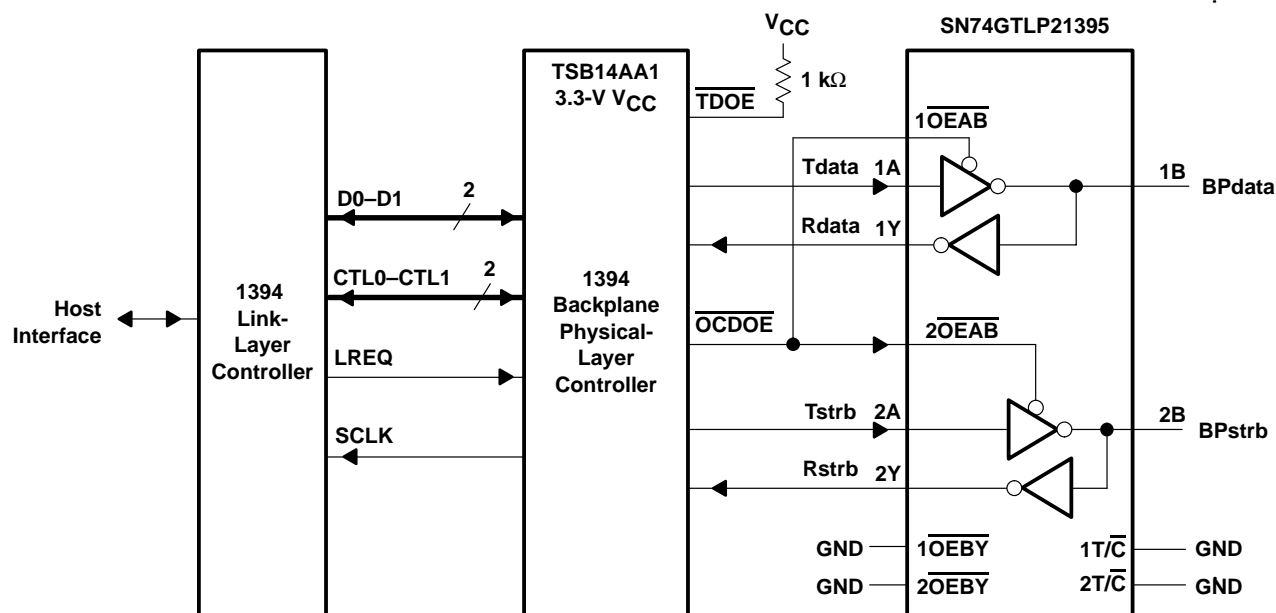 VCC
SN74GTLP21395
TSB14AA1
3.3-V VCC
TDOE
1 kΩ
1OEAB
Tdata 1A
1B
BPdata
D0–D1
2
Rdata 1Y
CTL0–CTL1
2
Host
Interface
1394
Link-
Layer
Controller
1394
Backplane
Physical-
Layer
Controller
OCDOE
2OEAB
LREQ
Tstrb 2A
2B
BPstrb
SCLK
Rstrb 2Y
GND
1OEBY
1T/C
GND
GND
2OEBY
2T/C
GND